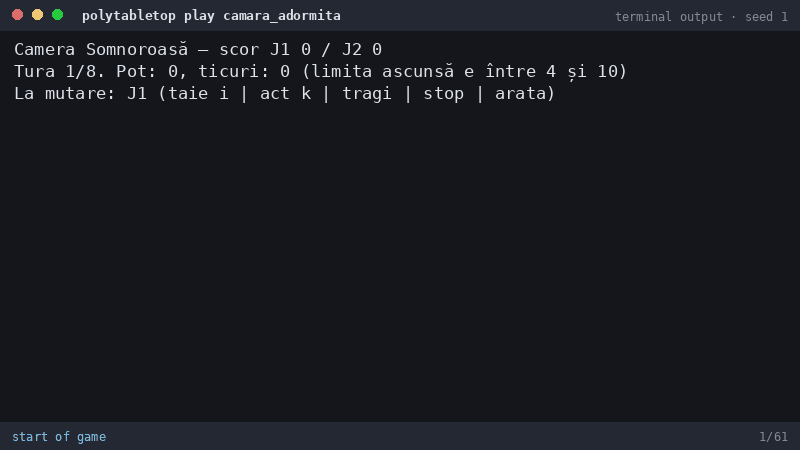 polytabletop play camara_adormita
terminal output · seed 1
Camera Somnoroasă — scor J1 0 / J2 0
Tura 1/8. Pot: 0, ticuri: 0 (limita ascunsă e între 4 și 10)
La mutare: J1 (taie i | act k | tragi | stop | arata)
start of game
1/61